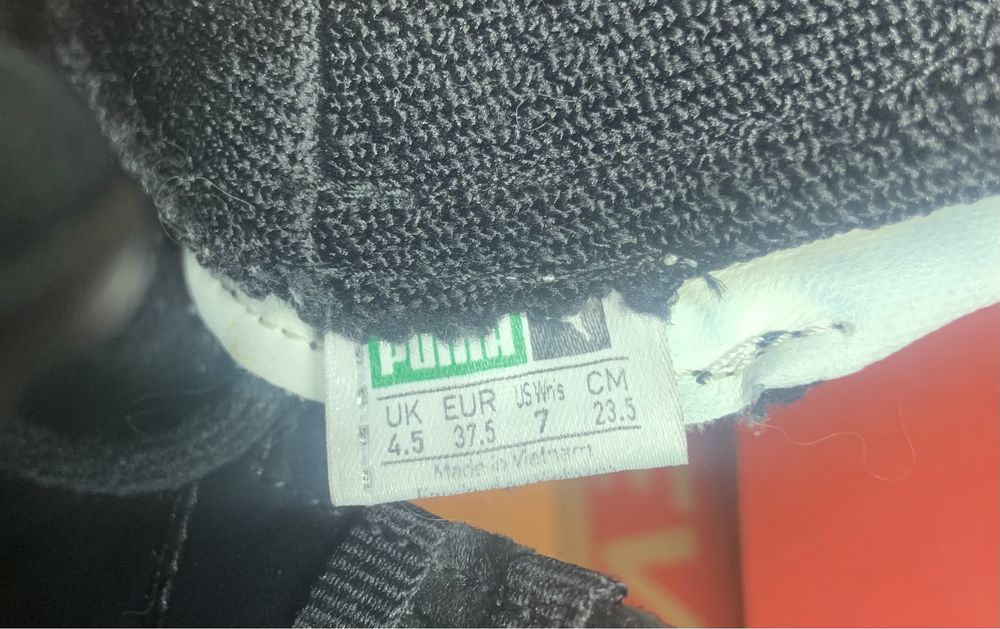 PUMA
UK EUR US Wn's CM
4.5 37.5 7 23.5
Made in Vietnam